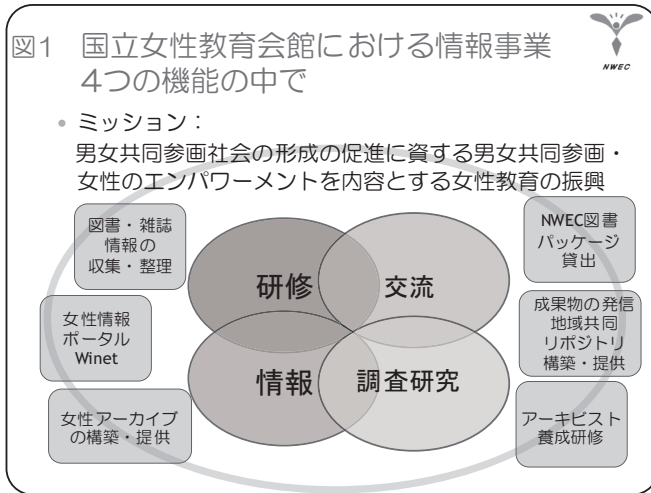 図1 国立女性教育会館における情報事業
4つの機能の中で
NWEC
• ミッション：
男女共同参画社会の形成の促進に資する男女共同参画・
女性のエンパワーメントを内容とする女性教育の振興
図書・雑誌
情報の
収集・整理
女性情報
ポータル
Winet
女性アーカイブ
の構築・提供
研修
交流
情報
調査研究
NWEC図書
パッケージ
貸出
成果物の発信
地域共同
リポジトリ
構築・提供
アーキビスト
養成研修